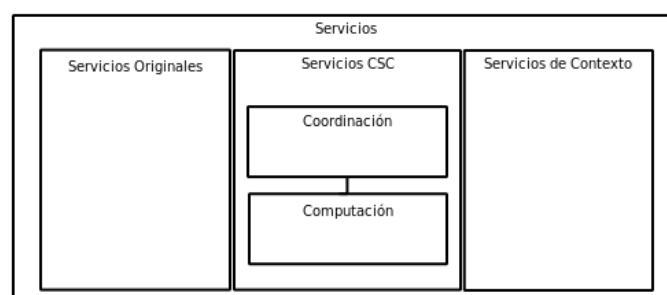 Servicios
Servicios Originales
Servicios CSC
Servicios de Contexto
Coordinación
Computación